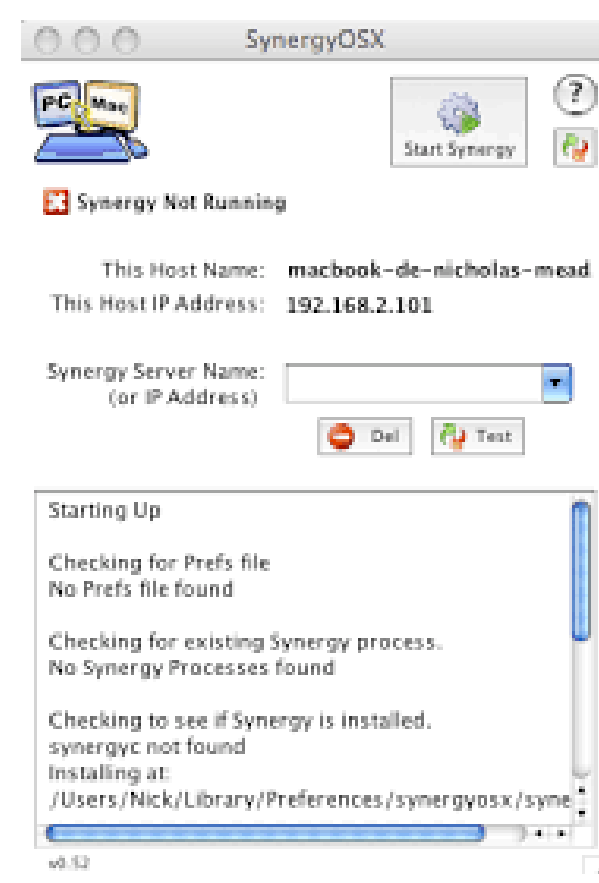 SynergyOSX
PC Mac
Start Synergy
?
Synergy Not Running
This Host Name: macbook-de-nicholas-mead
This Host IP Address: 192.168.2.101
Synergy Server Name:
(or IP Address)
Del Test
Starting Up
Checking for Prefs file
No Prefs file found
Checking for existing Synergy process.
No Synergy Processes found
Checking to see if Synergy is installed.
synergyc not found
Installing at:
/Users/Nick/Library/Preferences/synergyosx/syne
v0.52